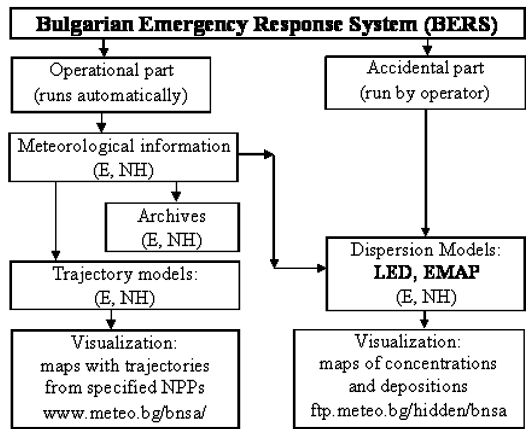 Bulgarian Emergency Response System (BERS)
Operational part
(runs automatically)
Accidental part
(run by operator)
Meteorological information
(E, NH)
Archives
(E, NH)
Trajectory models:
(E, NH)
Dispersion Models:
LED, EMAP
(E, NH)
Visualization:
maps with trajectories
from specified NPPs
www.meteo.bg/bnsa/
Visualization:
maps of concentrations
and depositions
ftp.meteo.bg/hidden/bnsa